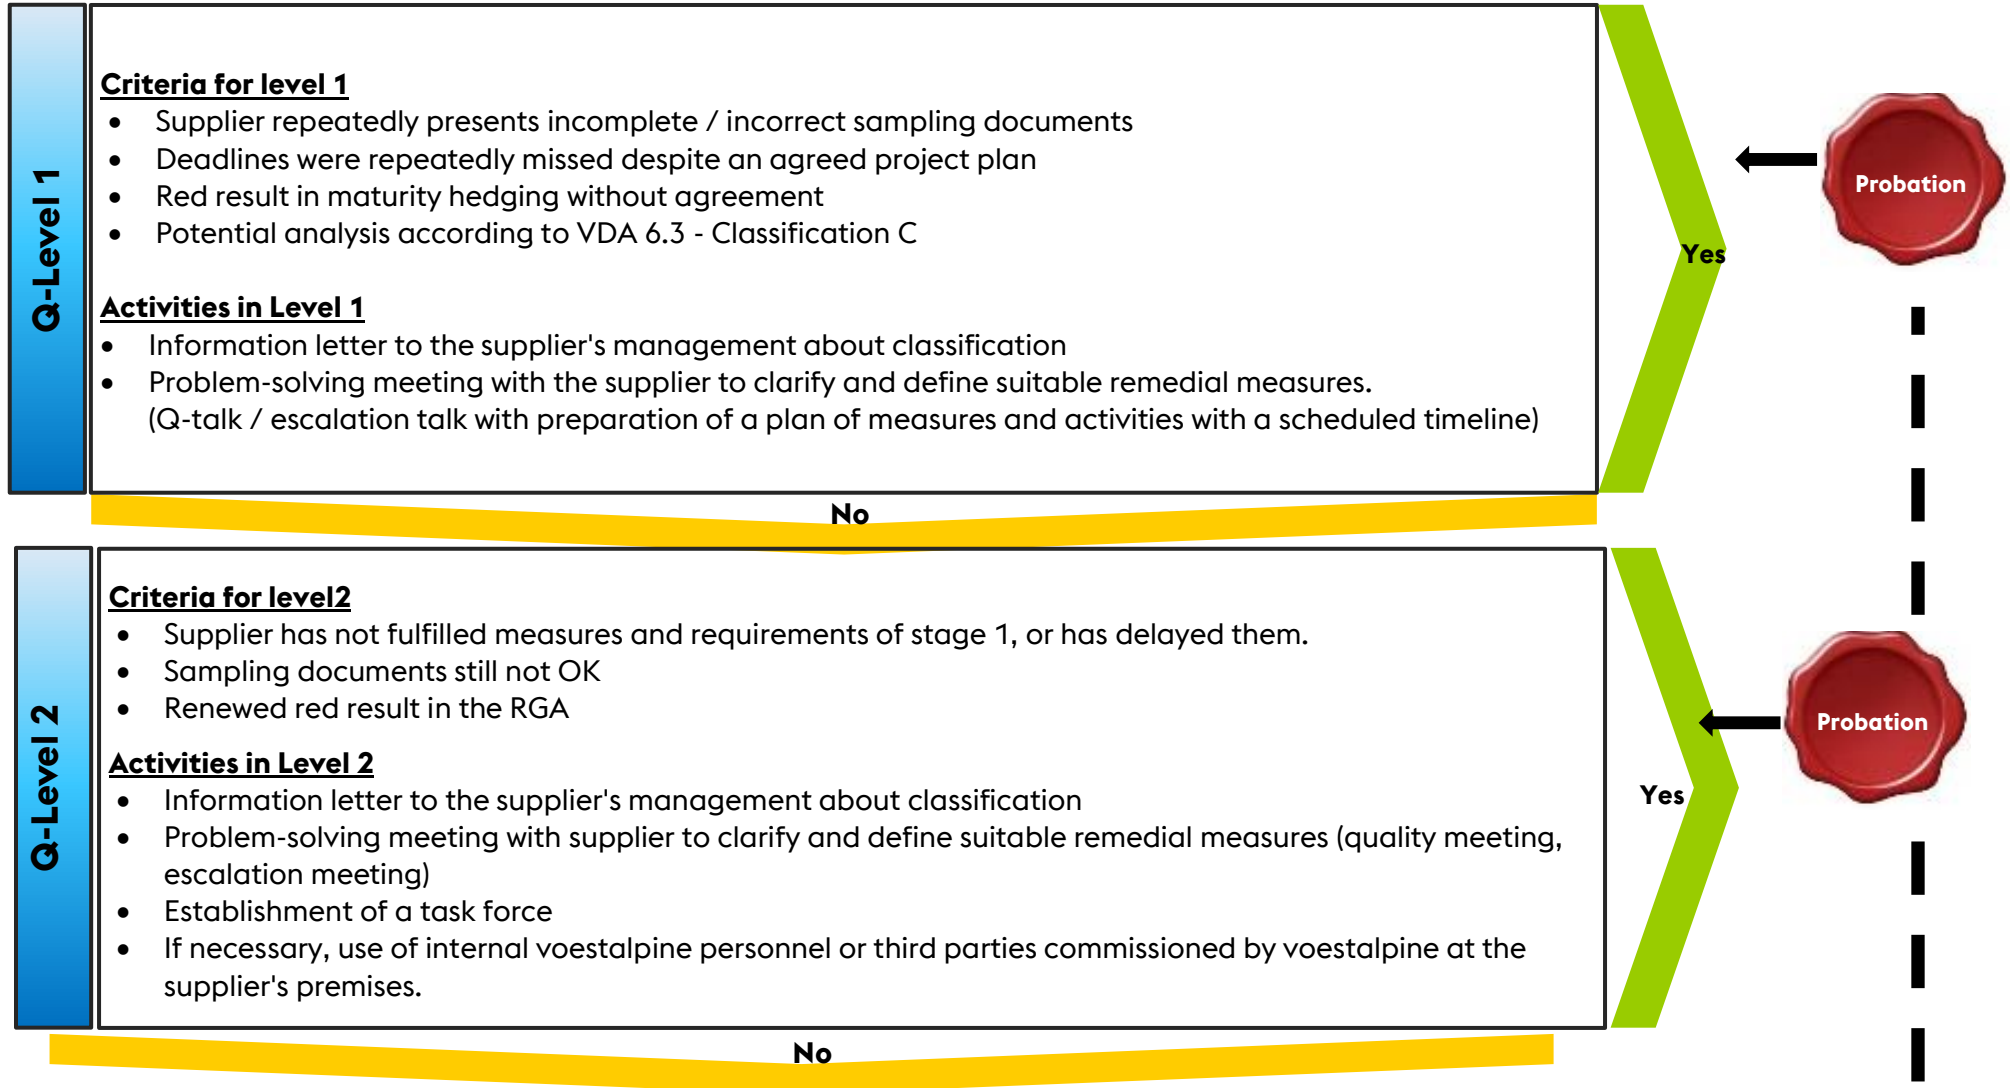 Q-Level 1
Criteria for level 1
• Supplier repeatedly presents incomplete / incorrect sampling documents
• Deadlines were repeatedly missed despite an agreed project plan
• Red result in maturity hedging without agreement
• Potential analysis according to VDA 6.3 - Classification C
Activities in Level 1
• Information letter to the supplier's management about classification
• Problem-solving meeting with the supplier to clarify and define suitable remedial measures.
(Q-talk / escalation talk with preparation of a plan of measures and activities with a scheduled timeline)
Yes
Probation
No
Q-Level 2
Criteria for level2
• Supplier has not fulfilled measures and requirements of stage 1, or has delayed them.
• Sampling documents still not OK
• Renewed red result in the RGA
Activities in Level 2
• Information letter to the supplier's management about classification
• Problem-solving meeting with supplier to clarify and define suitable remedial measures (quality meeting,
escalation meeting)
• Establishment of a task force
• If necessary, use of internal voestalpine personnel or third parties commissioned by voestalpine at the
supplier's premises.
Yes
Probation
No